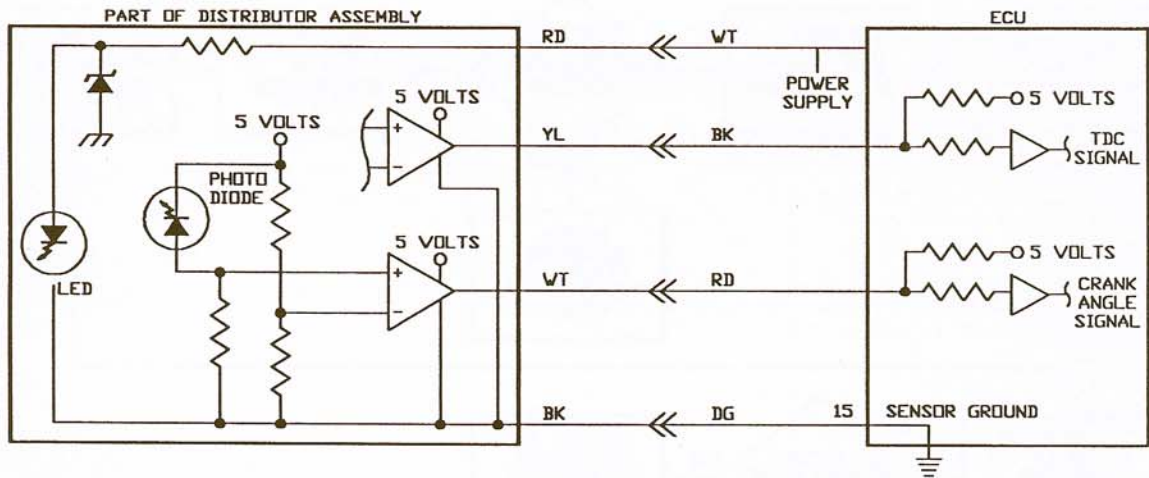 PART OF DISTRIBUTOR ASSEMBLY
ECU
RD
WT
POWER
SUPPLY
5 VOLTS
5 VOLTS
5 VOLTS
YL
BK
TDC
SIGNAL
PHOTO
DIODE
+
−
LED
5 VOLTS
+
−
WT
RD
5 VOLTS
CRANK
ANGLE
SIGNAL
BK
DG
15
SENSOR GROUND